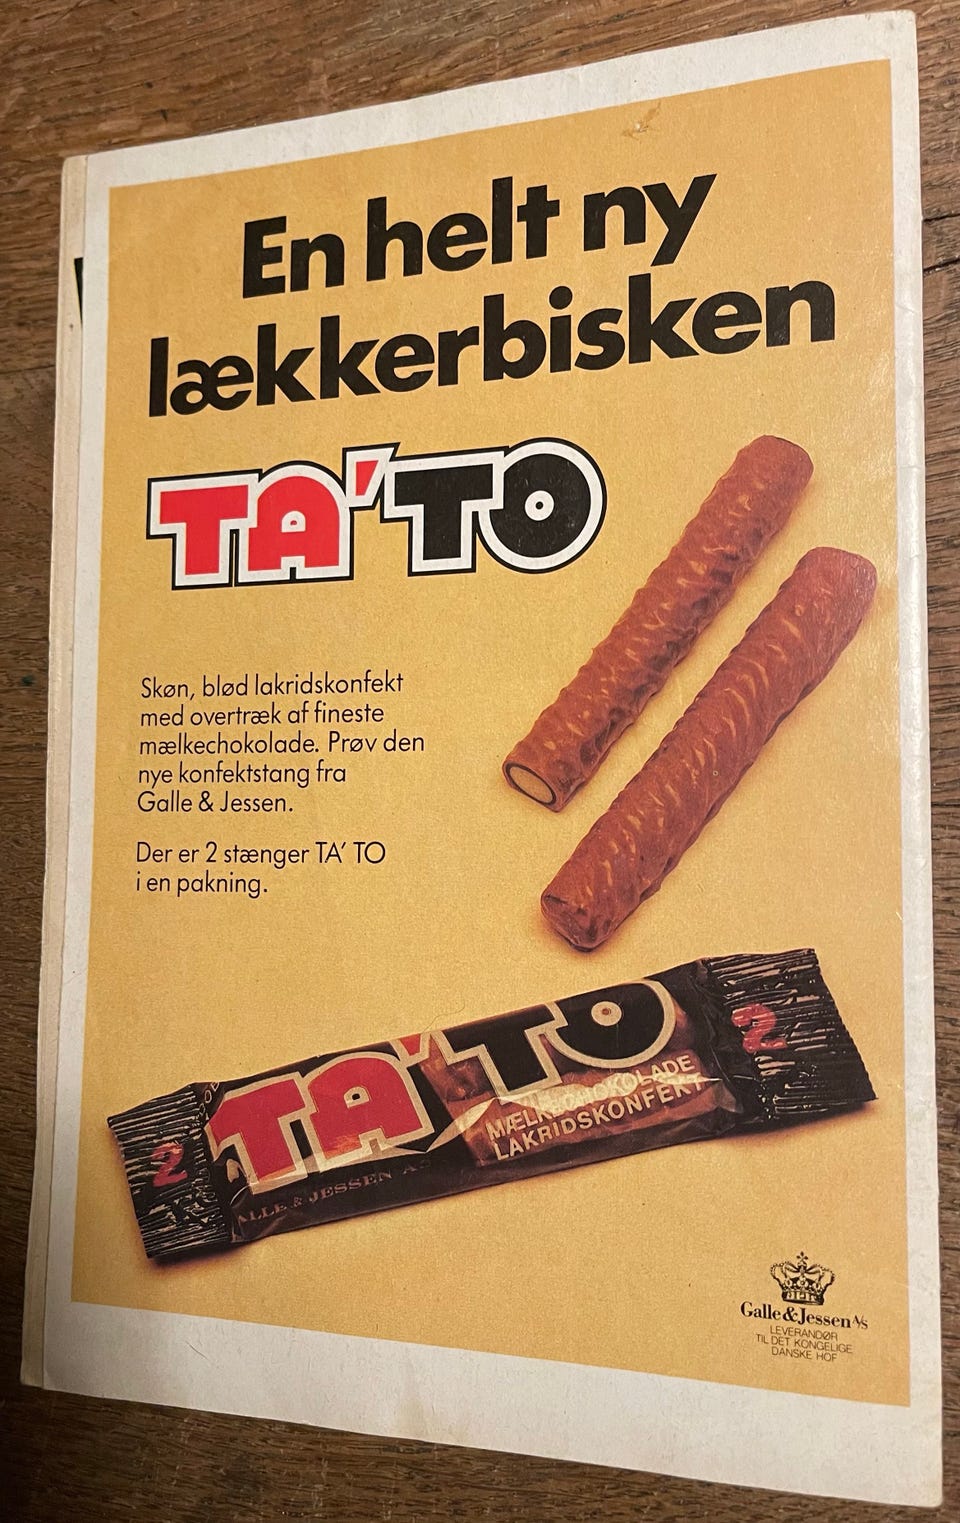 En helt ny
lækkerbisken
TA'TO
Skøn, blød lakridskonfekt
med overtræk af fineste
mælkechokolade. Prøv den
nye konfektstang fra
Galle & Jessen.
Der er 2 stænger TA' TO
i en pakning.
2
TA'TO
MÆLKECHOKOLADE
LAKRIDSKONFEKT
ALLE & JESSEN A/S
2
Galle & Jessen A/S
LEVERANDØR
TIL DET KONGELIGE
DANSKE HOF